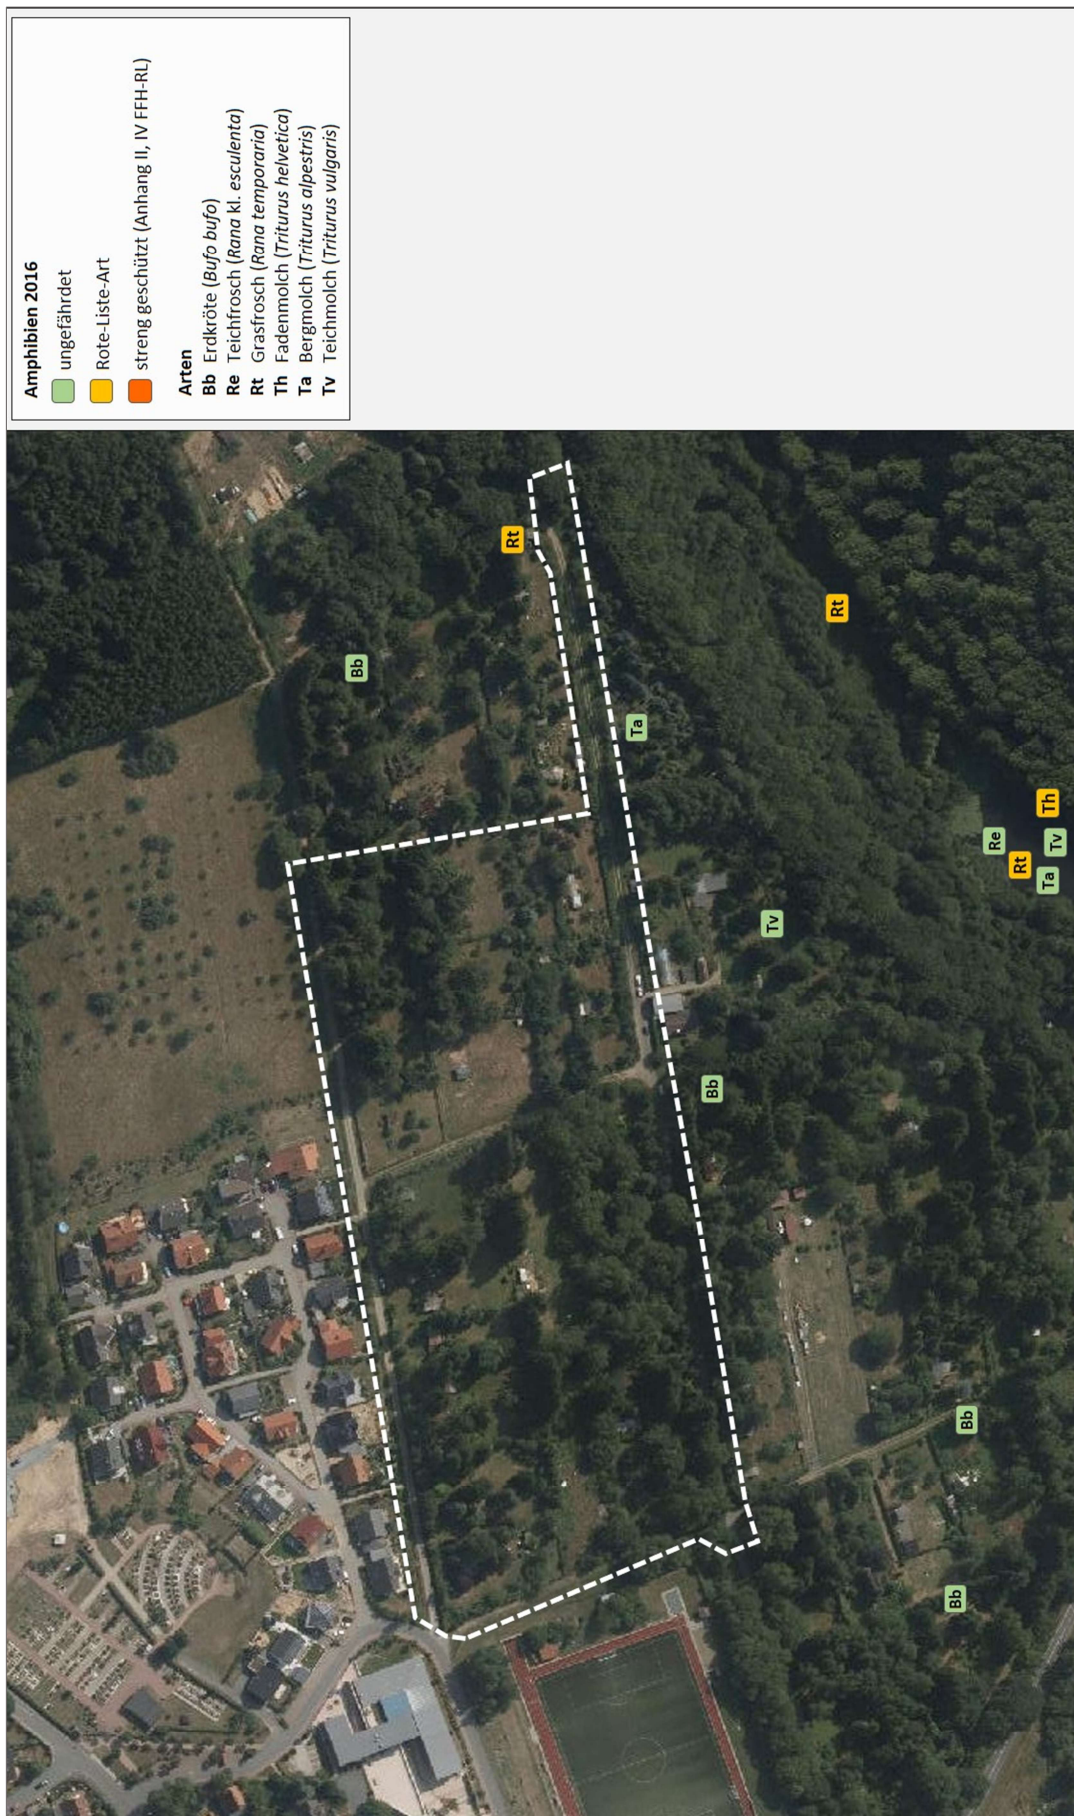 Amphibien 2016
ungefährdet
Rote-Liste-Art
streng geschützt (Anhang II, IV FFH-RL)
Arten
Bb Erdkröte (Bufo bufo)
Re Teichfrosch (Rana kl. esculenta)
Rt Grasfrosch (Rana temporaria)
Th Fadenmolch (Triturus helvetica)
Ta Bergmolch (Triturus alpestris)
Tv Teichmolch (Triturus vulgaris)
Rt
Bb
Rt
Ta
Th
Re
Tv
Rt
Ta
Tv
Bb
Bb
Bb